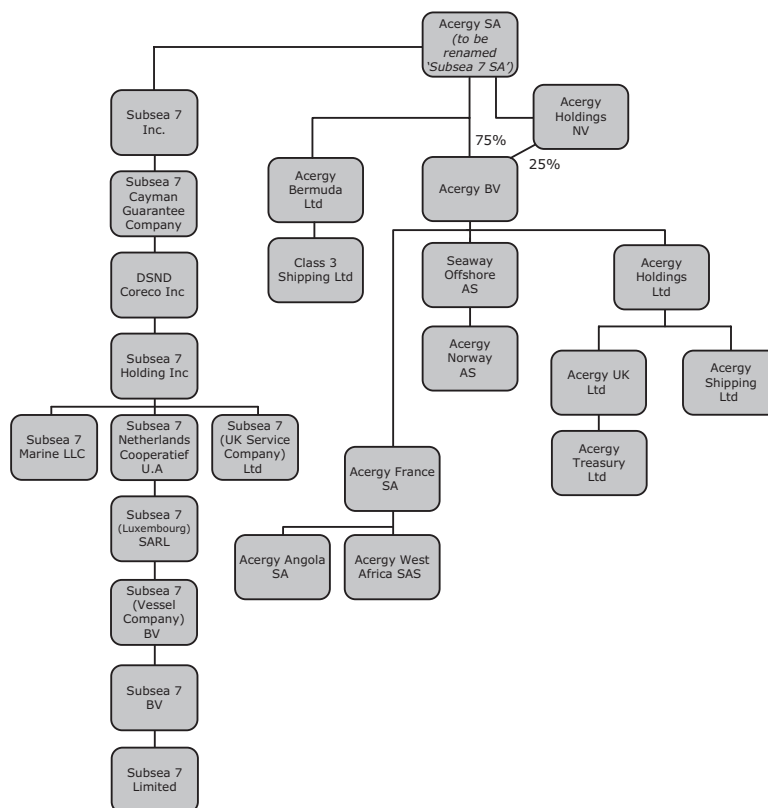 Acergy SA
(to be
renamed
‘Subsea 7 SA’)
Subsea 7
Inc.
Acergy
Holdings
NV
75%
25%
Subsea 7
Cayman
Guarantee
Company
Acergy
Bermuda
Ltd
Acergy BV
DSND
Coreco Inc
Class 3
Shipping Ltd
Seaway
Offshore
AS
Acergy
Holdings
Ltd
Subsea 7
Holding Inc
Acergy
Norway
AS
Acergy UK
Ltd
Acergy
Shipping
Ltd
Subsea 7
Marine LLC
Subsea 7
Netherlands
Cooperatief
U.A
Subsea 7
(UK Service
Company)
Ltd
Acergy France
SA
Acergy
Treasury
Ltd
Subsea 7
(Luxembourg)
SARL
Acergy Angola
SA
Acergy West
Africa SAS
Subsea 7
(Vessel
Company)
BV
Subsea 7
BV
Subsea 7
Limited